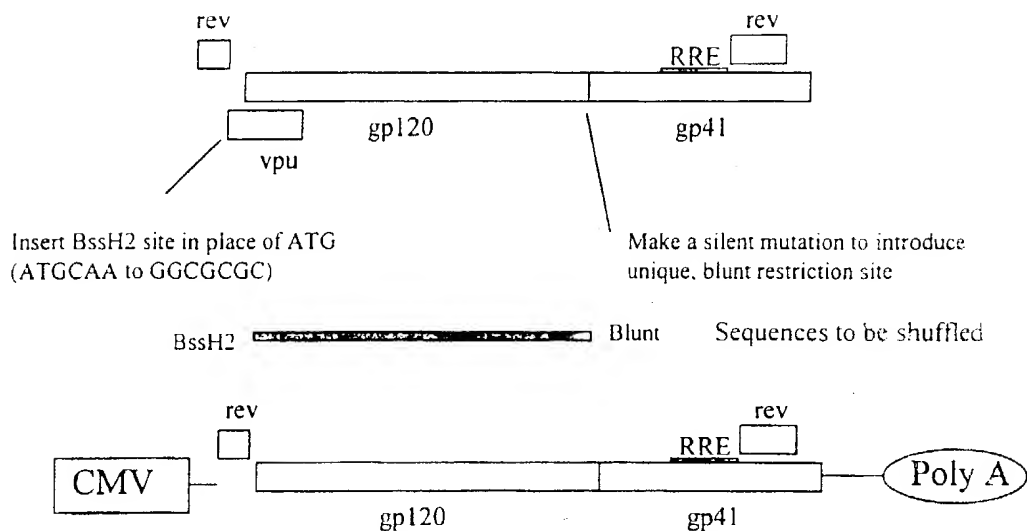 rev
RRE
rev
gp120
gp41
vpu
Insert BssH2 site in place of ATG
(ATGCAA to GGCGCGC)
Make a silent mutation to introduce
unique, blunt restriction site
BssH2
Blunt
Sequences to be shuffled
rev
RRE
rev
CMV
Poly A
gp120
gp41